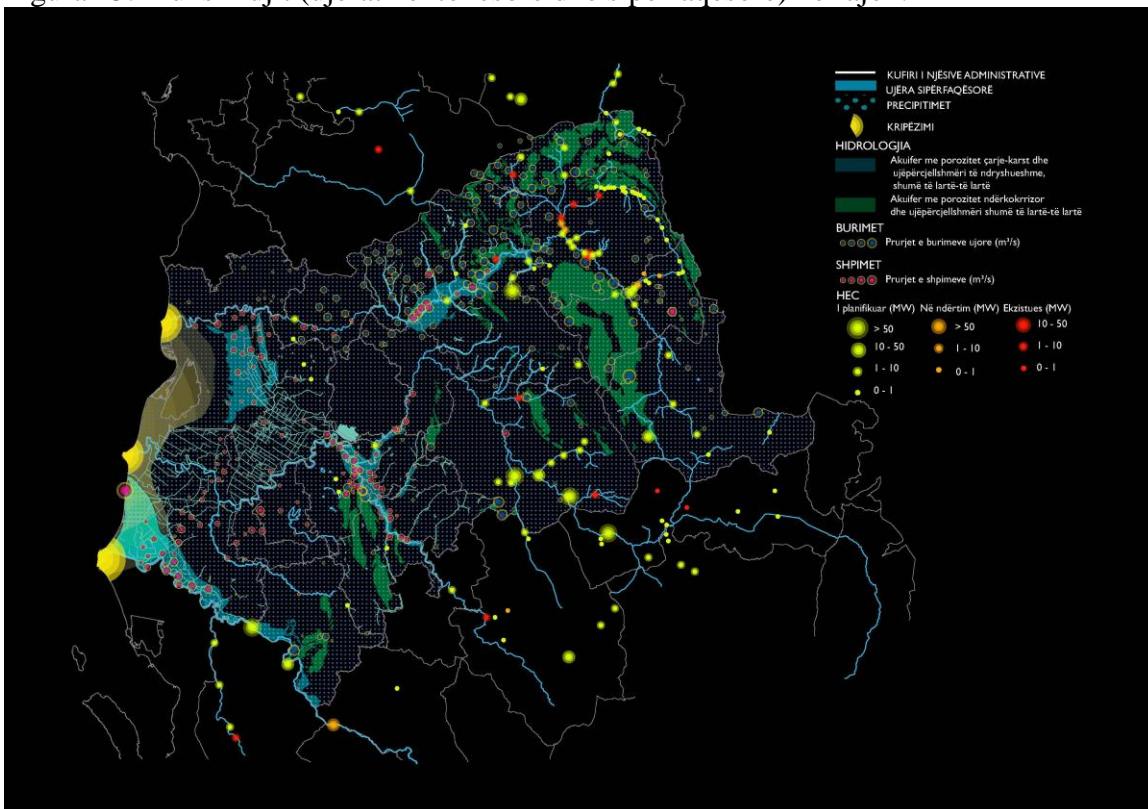 KUFIRI I NJËSIVE ADMINISTRATIVE
UJËRA SIPËRFAQËSORË
PRECIPITIMET
KRIPËZIMI
HIDROLOGJIA
Akuifer me porozitet çarje-karst dhe
ujëpërcjellshmëri të ndryshueshme,
shumë të lartë-të lartë
Akuifer me porozitet ndërkokrrizor
dhe ujëpërcjellshmëri shumë të lartë-të lartë
BURIMET
Prurjet e burimeve ujore (m³/s)
SHPIMET
Prurjet e shpimeve (m³/s)
HEC
I planifikuar (MW) Në ndërtim (MW) Ekzistues (MW)
> 50 > 50 10 - 50
10 - 50 1 - 10 1 - 10
1 - 10 0 - 1 0 - 1
0 - 1